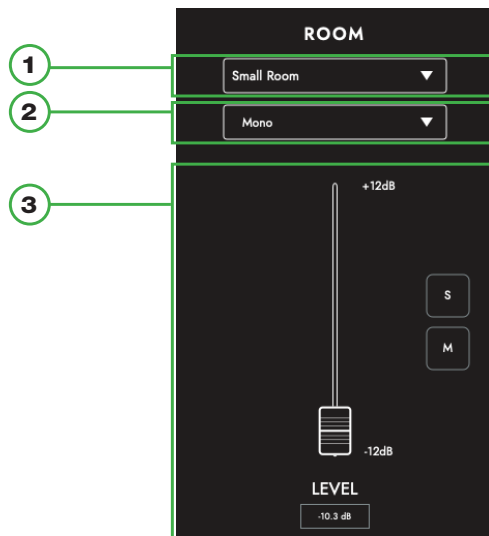 ROOM
1
Small Room
2
Mono
3
+12dB
S
M
-12dB
LEVEL
-10.3 dB